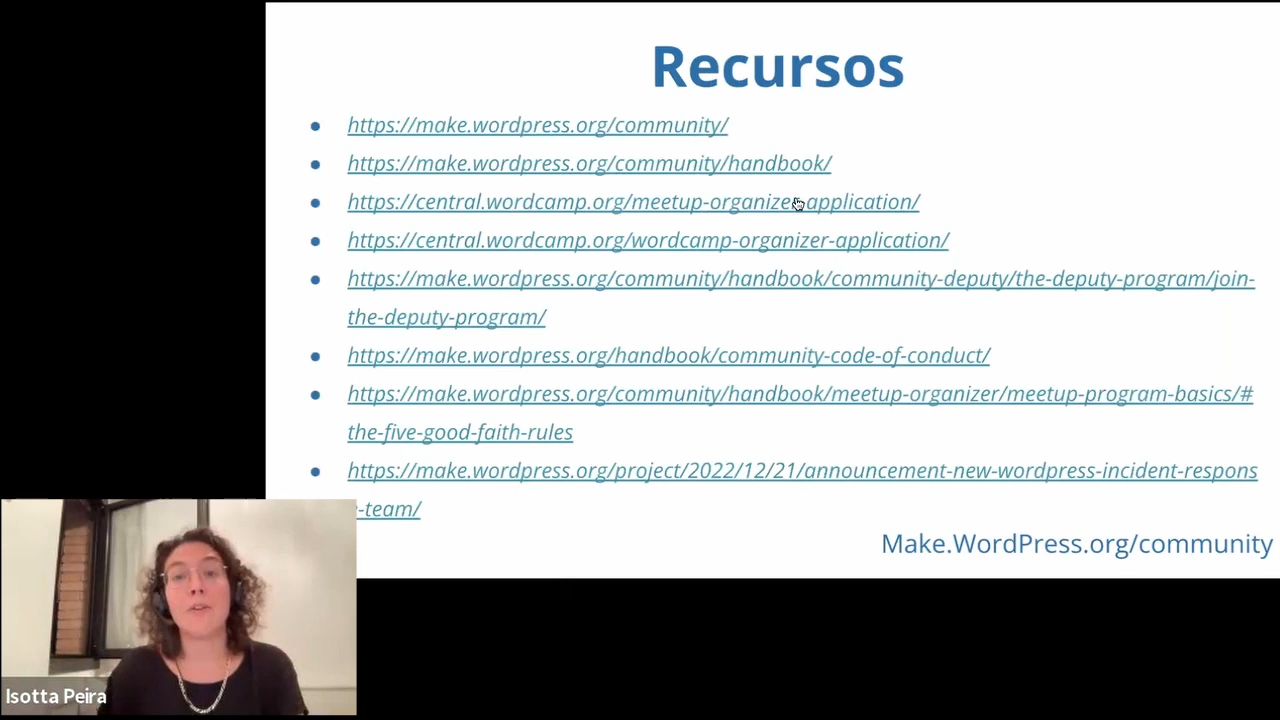 Recursos
https://make.wordpress.org/community/
https://make.wordpress.org/community/handbook/
https://central.wordcamp.org/meetup-organizer-application/
https://central.wordcamp.org/wordcamp-organizer-application/
https://make.wordpress.org/community/handbook/community-deputy/the-deputy-program/join-
the-deputy-program/
https://make.wordpress.org/handbook/community-code-of-conduct/
https://make.wordpress.org/community/handbook/meetup-organizer/meetup-program-basics/#
the-five-good-faith-rules
https://make.wordpress.org/project/2022/12/21/announcement-new-wordpress-incident-respons
-team/
Make.WordPress.org/community
Isotta Peira